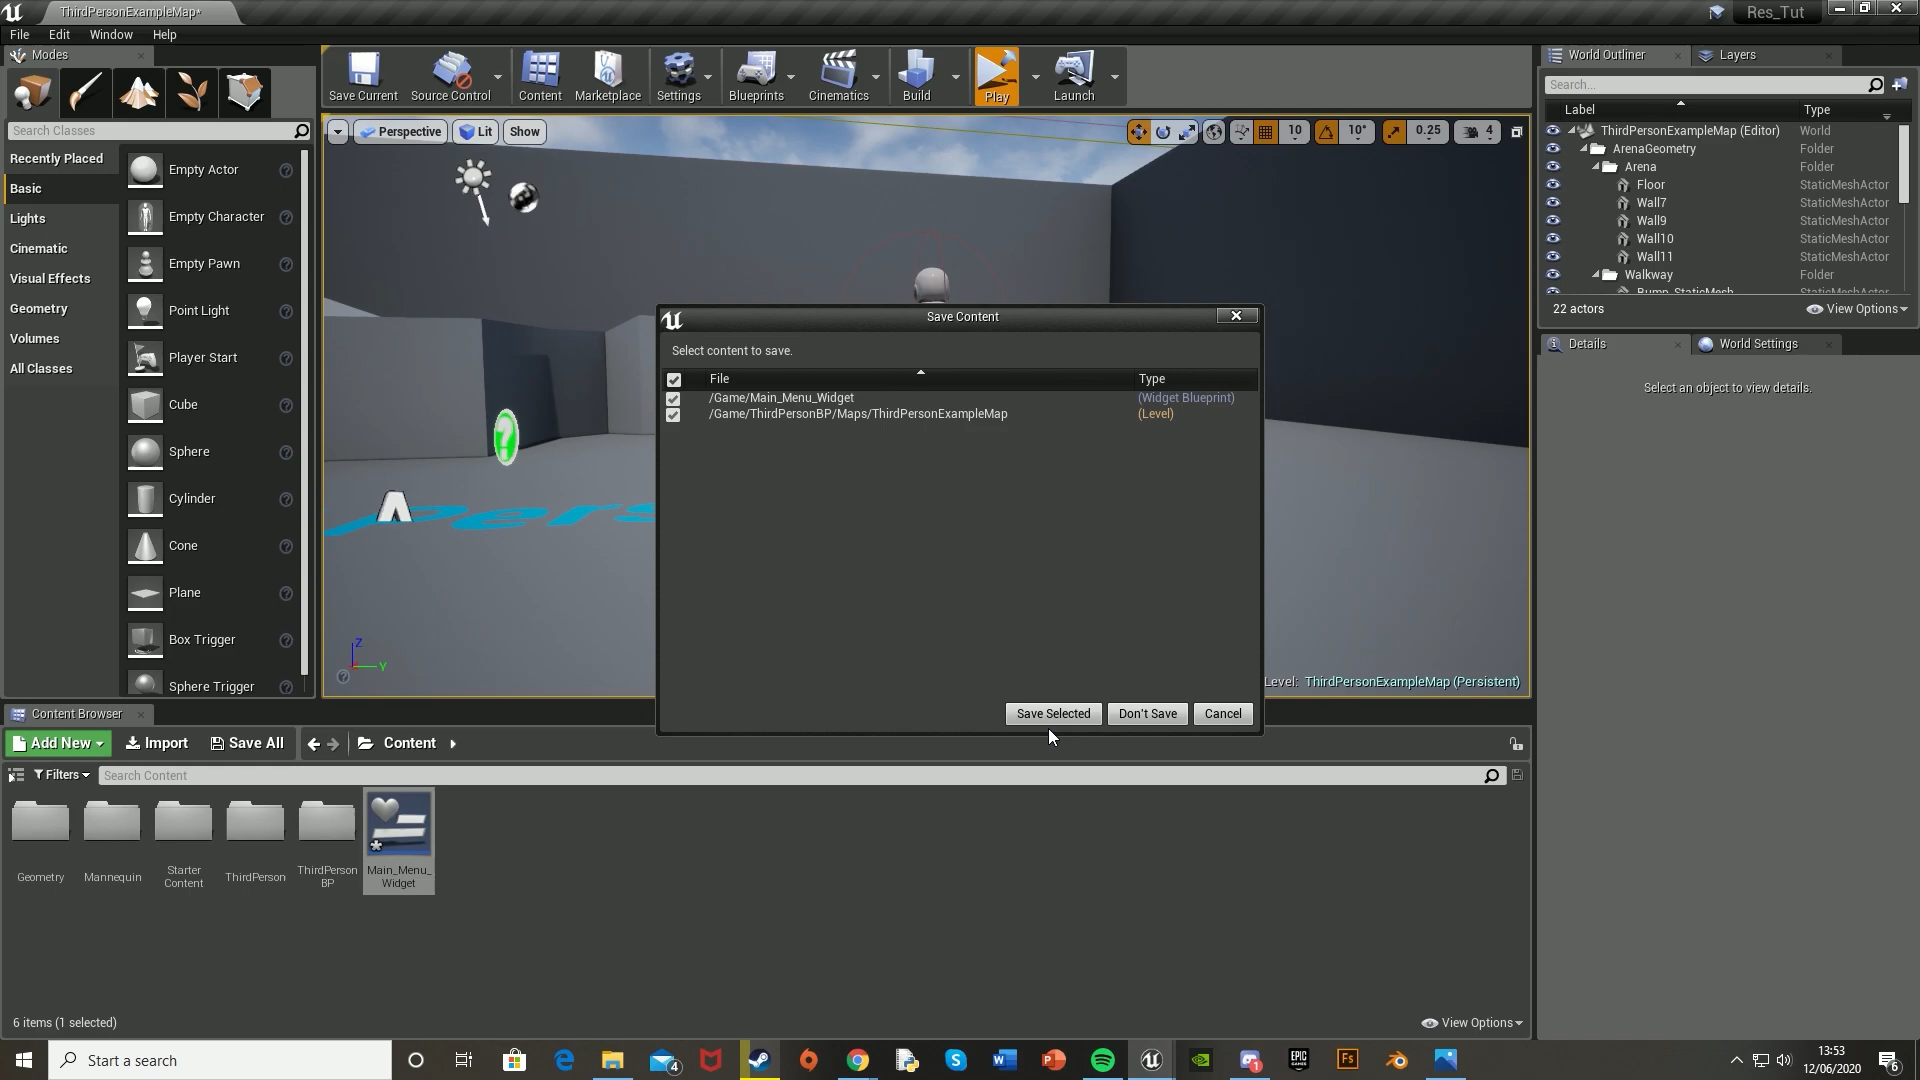 ThirdPersonExampleMap*
Res_Tut
File Edit Window Help
Modes
Search Classes
Recently Placed
Basic
Lights
Cinematic
Visual Effects
Geometry
Volumes
All Classes
Empty Actor
Empty Character
Empty Pawn
Point Light
Player Start
Cube
Sphere
Cylinder
Cone
Plane
Box Trigger
Sphere Trigger
Save Current Source Control Content Marketplace Settings Blueprints Cinematics Build Play Launch
Perspective Lit Show
10 10° 0.25 4
Z
Y
Level: ThirdPersonExampleMap (Persistent)
Save Content
Select content to save.
File Type
/Game/Main_Menu_Widget (Widget Blueprint)
/Game/ThirdPersonBP/Maps/ThirdPersonExampleMap (Level)
Save Selected Don't Save Cancel
World Outliner Layers
Search...
Label Type
ThirdPersonExampleMap (Editor) World
ArenaGeometry Folder
Arena Folder
Floor StaticMeshActor
Wall7 StaticMeshActor
Wall9 StaticMeshActor
Wall10 StaticMeshActor
Wall11 StaticMeshActor
Walkway Folder
Bump_StaticMesh
22 actors View Options
Details World Settings
Select an object to view details.
Content Browser
Add New Import Save All Content
Filters Search Content
Geometry
Mannequin
Starter Content
ThirdPerson
ThirdPerson BP
Main_Menu_ Widget
6 items (1 selected) View Options
Start a search
4
1
EPIC GAMES
Fs
13:53
12/06/2020
6